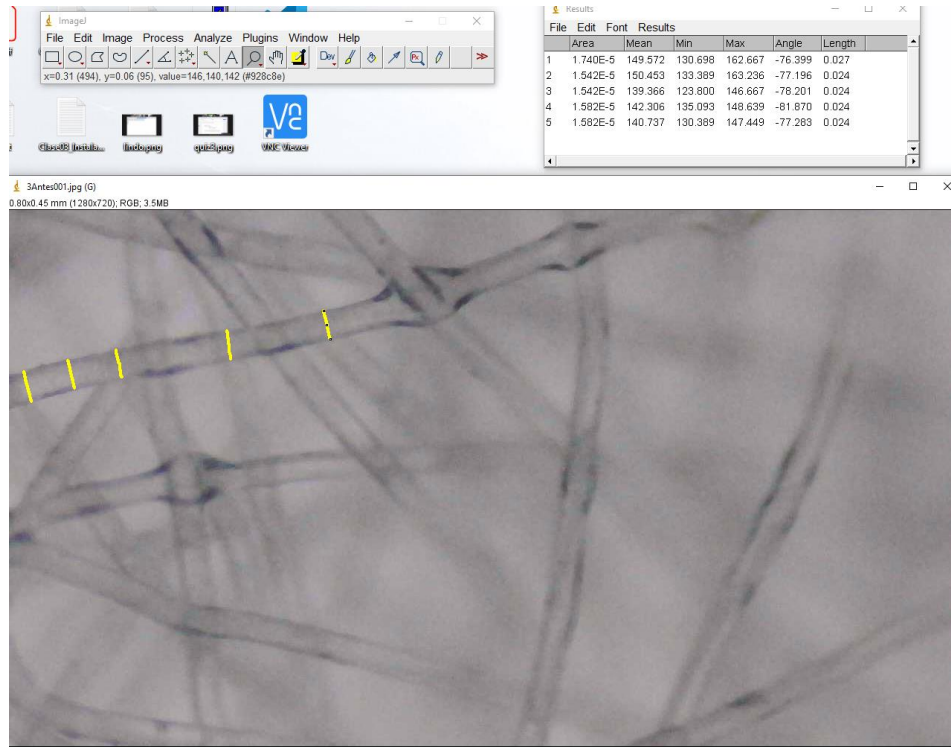 ImageJ
File Edit Image Process Analyze Plugins Window Help
Dev
x=0.31 (494), y=0.06 (95), value=146,140,142 (#928c8e)
lindo.png
VNC Viewer
Results
File Edit Font Results
Area Mean Min Max Angle Length
1 1.740E-5 149.572 130.698 162.667 -76.399 0.027
2 1.542E-5 150.453 133.389 163.236 -77.196 0.024
3 1.542E-5 139.366 123.800 146.667 -78.201 0.024
4 1.582E-5 142.306 135.093 148.639 -81.870 0.024
5 1.582E-5 140.737 130.389 147.449 -77.283 0.024
3Antes001.jpg (G)
0.80x0.45 mm (1280x720); RGB; 3.5MB